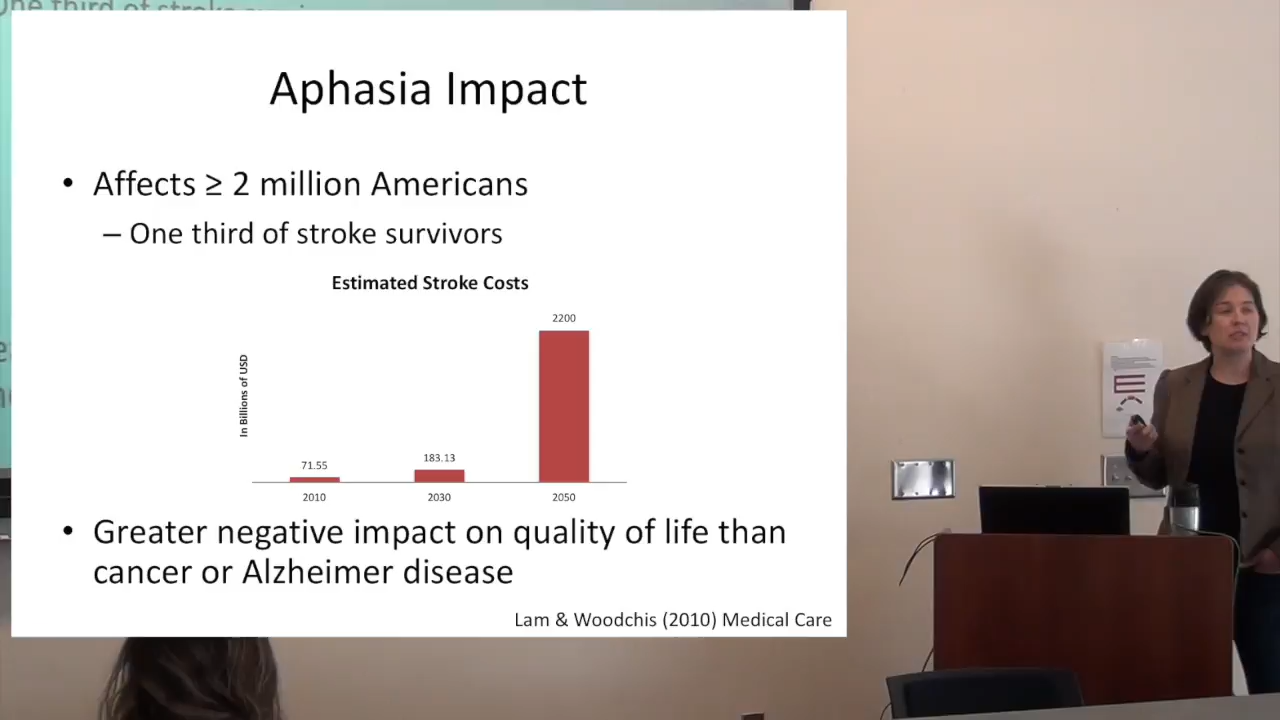 Aphasia Impact
• Affects ≥ 2 million Americans
– One third of stroke survivors
Estimated Stroke Costs
In Billions of USD
2200
183.13
71.55
2010
2030
2050
• Greater negative impact on quality of life than
cancer or Alzheimer disease
Lam & Woodchis (2010) Medical Care